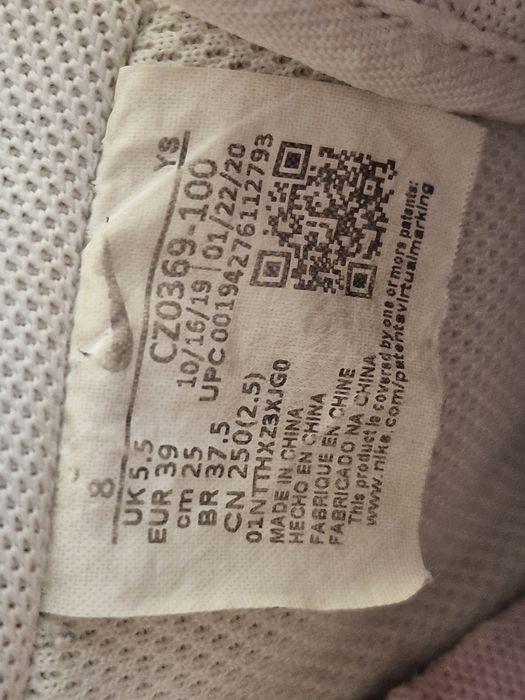 8 YS
UK 5.5 CZ0369-100
EUR 39 10/16/19 | 01/22/20
cm 25 UPC 00194276112793
BR 37.5
CN 250(2.5)
01NTTHXZ3XJG0
MADE IN CHINA
HECHO EN CHINA
FABRIQUE EN CHINE
FABRICADO NA CHINA
This product is covered by one or more patents:
www.nike.com/patentsvirtualmarking